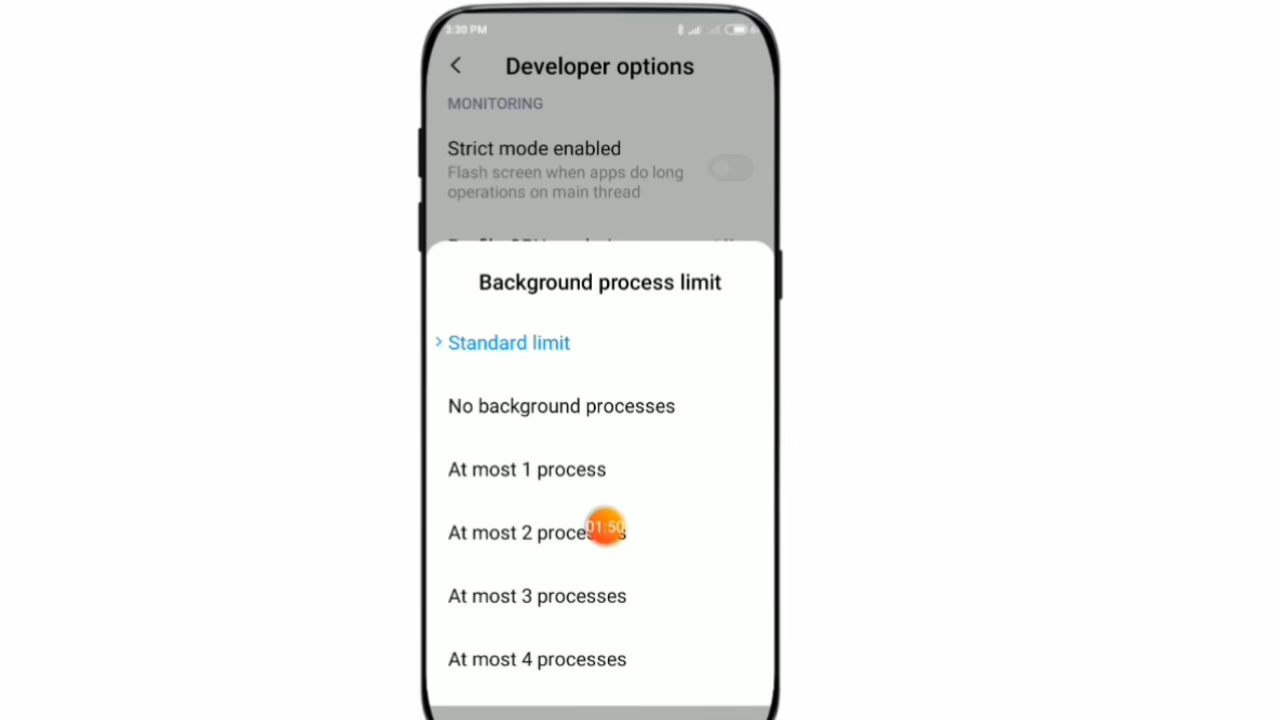 8:30 PM
Developer options
MONITORING
Strict mode enabled
Flash screen when apps do long
operations on main thread
Background process limit
Standard limit
No background processes
At most 1 process
At most 2 processes
01:50
At most 3 processes
At most 4 processes